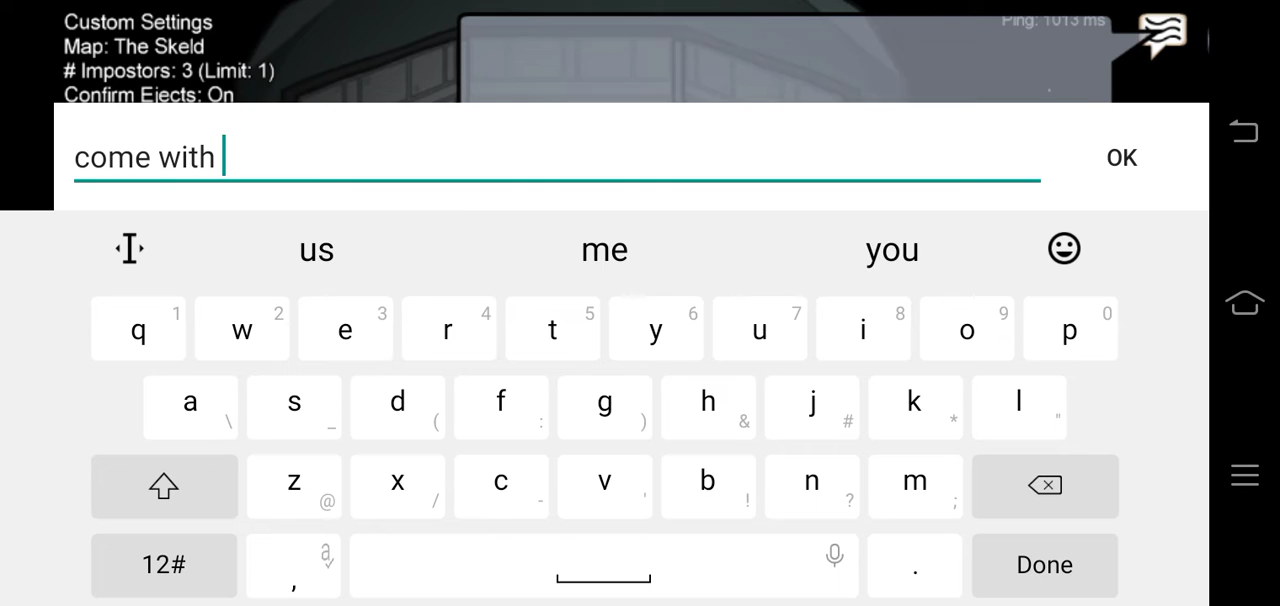 Custom Settings
Map: The Skeld
# Impostors: 3 (Limit: 1)
Confirm Ejects: On
Ping: 1013 ms
come with
OK
us me you
q 1 w 2 e 3 r 4 t 5 y 6 u 7 i 8 o 9 p 0
a \ s _ d ( f : g ) h & j # k * l "
z @ x / c - v ' b ! n ? m ;
12# , a . Done